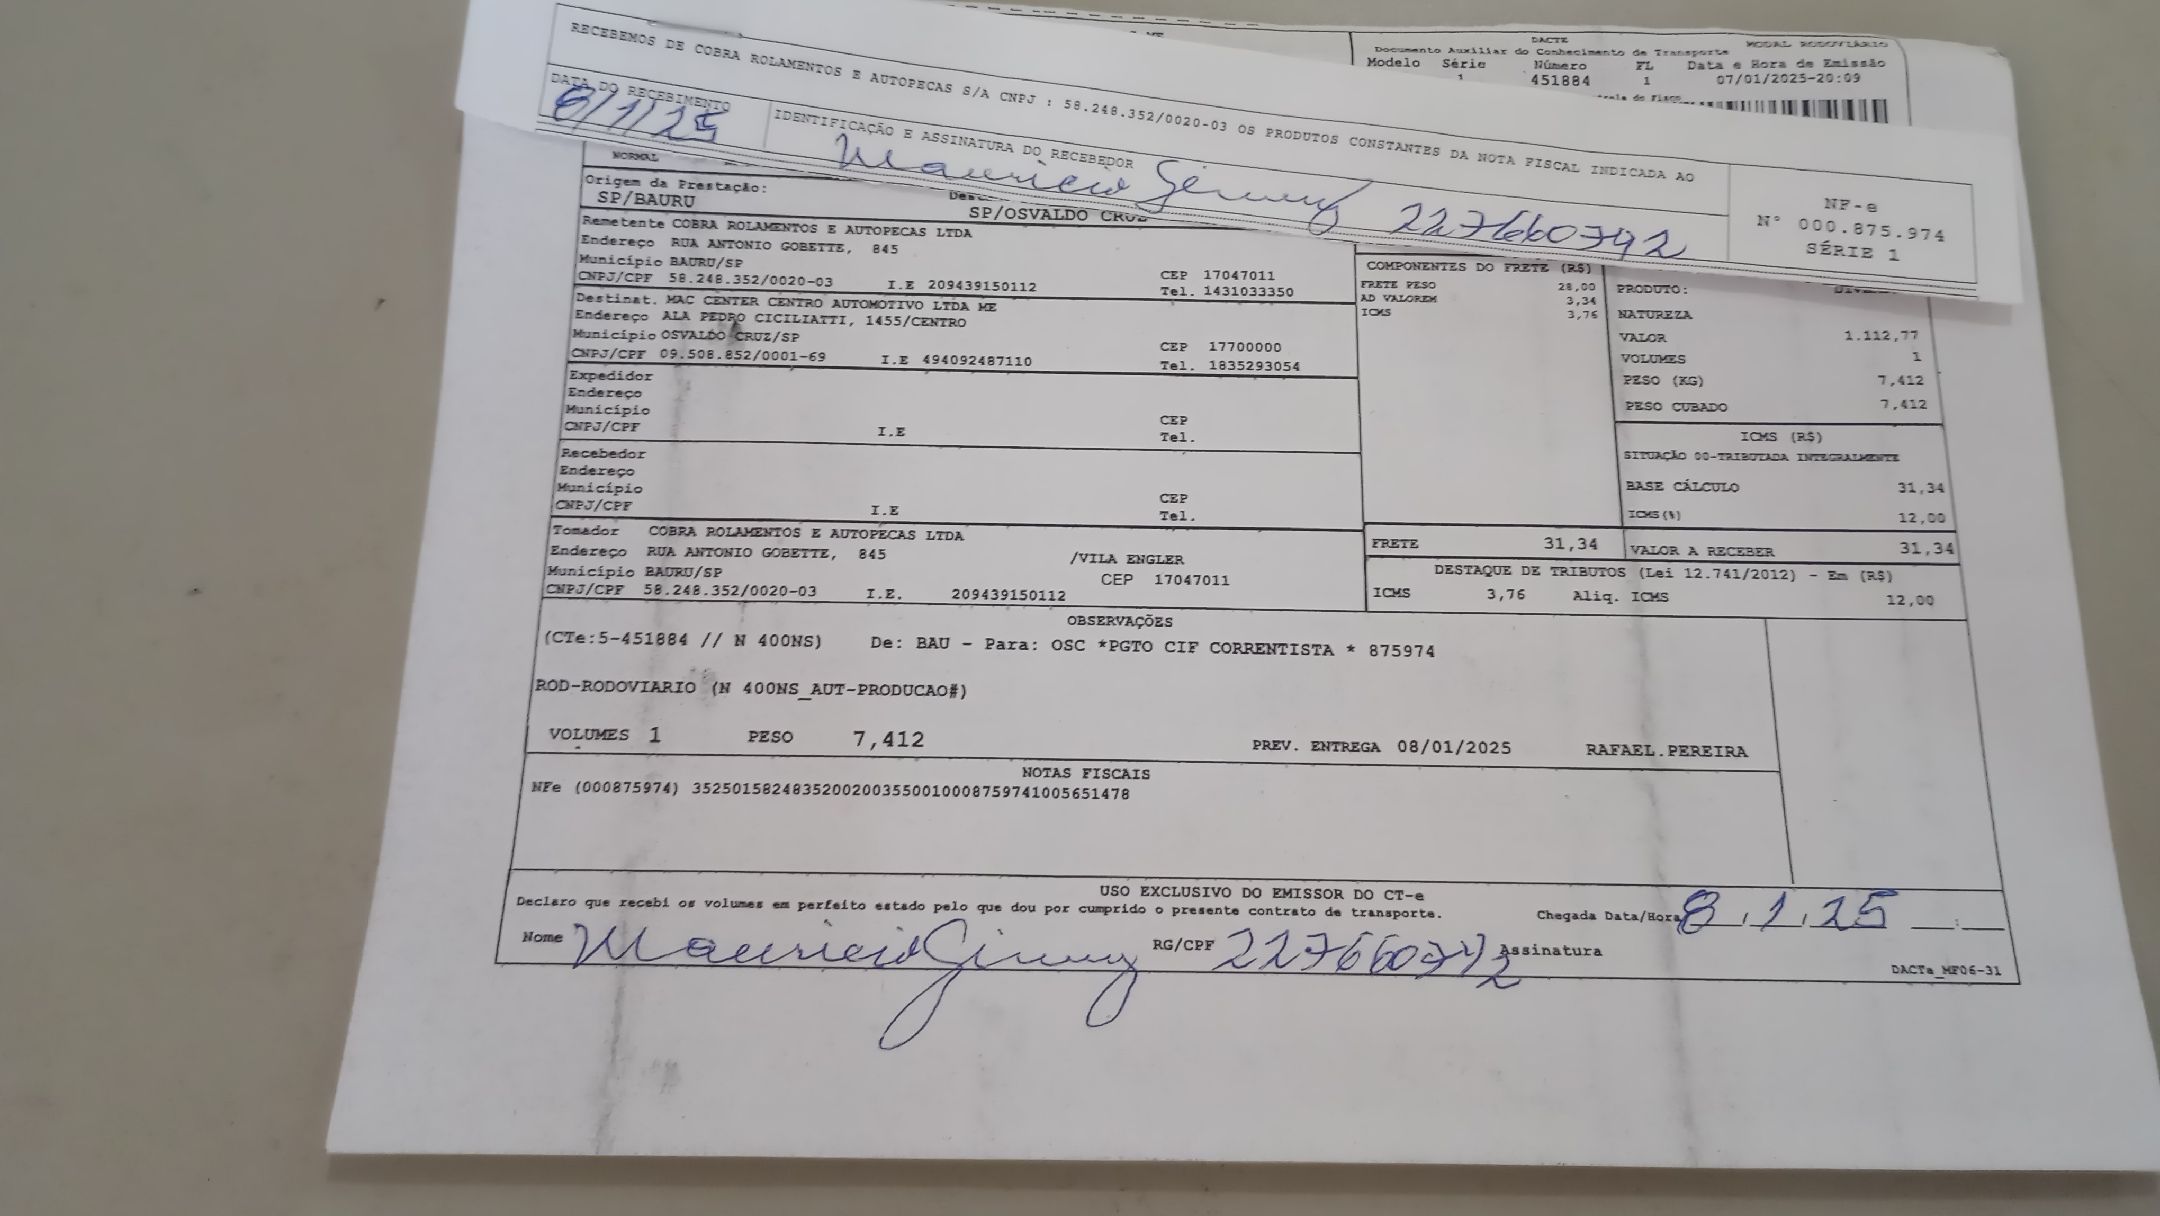 RECEBEMOS DE COBRA ROLAMENTOS E AUTOPECAS S/A CNPJ : 58.248.352/0020-03 OS PRODUTOS CONSTANTES DA NOTA FISCAL INDICADA AO
DATA DO RECEBIMENTO
8/1/25
IDENTIFICAÇÃO E ASSINATURA DO RECEBEDOR
Mauricio 227660742
NF-e
N° 000.875.974
SÉRIE 1
DACTE MODAL RODOVIÁRIO
Documento Auxiliar do Conhecimento de Transporte
Modelo Série Número FL Data e Hora de Emissão
1 451884 1 07/01/2025-20:09
NORMAL
Origem da Prestação:
SP/BAURU
SP/OSVALDO CRUZ
Remetente COBRA ROLAMENTOS E AUTOPECAS LTDA
Endereço RUA ANTONIO GOBETTE, 845
Município BAURU/SP CEP 17047011
CNPJ/CPF 58.248.352/0020-03 I.E 209439150112 Tel. 1431033350
Destinat. MAC CENTER CENTRO AUTOMOTIVO LTDA ME
Endereço ALA PEDRO CICILIATTI, 1455/CENTRO
Município OSVALDO CRUZ/SP CEP 17700000
CNPJ/CPF 09.508.852/0001-69 I.E 494092487110 Tel. 1835293054
Expedidor
Endereço
Município CEP
CNPJ/CPF I.E Tel.
Recebedor
Endereço
Município CEP
CNPJ/CPF I.E Tel.
Tomador COBRA ROLAMENTOS E AUTOPECAS LTDA
Endereço RUA ANTONIO GOBETTE, 845 /VILA ENGLER
Município BAURU/SP CEP 17047011
CNPJ/CPF 58.248.352/0020-03 I.E. 209439150112
COMPONENTES DO FRETE (R$)
FRETE PESO 28,00
AD VALOREM 3,34
ICMS 3,76
PRODUTO:
NATUREZA
VALOR 1.112,77
VOLUMES 1
PESO (KG) 7,412
PESO CUBADO 7,412
ICMS (R$)
SITUAÇÃO 00-TRIBUTADA INTEGRALMENTE
BASE CÁLCULO 31,34
ICMS(%) 12,00
FRETE 31,34 VALOR A RECEBER 31,34
DESTAQUE DE TRIBUTOS (Lei 12.741/2012) - Em (R$)
ICMS 3,76 Aliq. ICMS 12,00
OBSERVAÇÕES
(CTe:5-451884 // N 400NS) De: BAU - Para: OSC *PGTO CIF CORRENTISTA * 875974
ROD-RODOVIARIO (N 400NS_AUT-PRODUCAO#)
VOLUMES 1 PESO 7,412 PREV. ENTREGA 08/01/2025 RAFAEL.PEREIRA
NOTAS FISCAIS
NFe (000875974) 35250158248352002003550010008759741005651478
USO EXCLUSIVO DO EMISSOR DO CT-e
Declaro que recebi os volumes em perfeito estado pelo que dou por cumprido o presente contrato de transporte. Chegada Data/Hora 8/1/25 __:__
Nome Mauricio RG/CPF 227660742 Assinatura
DACTe_MF06-31